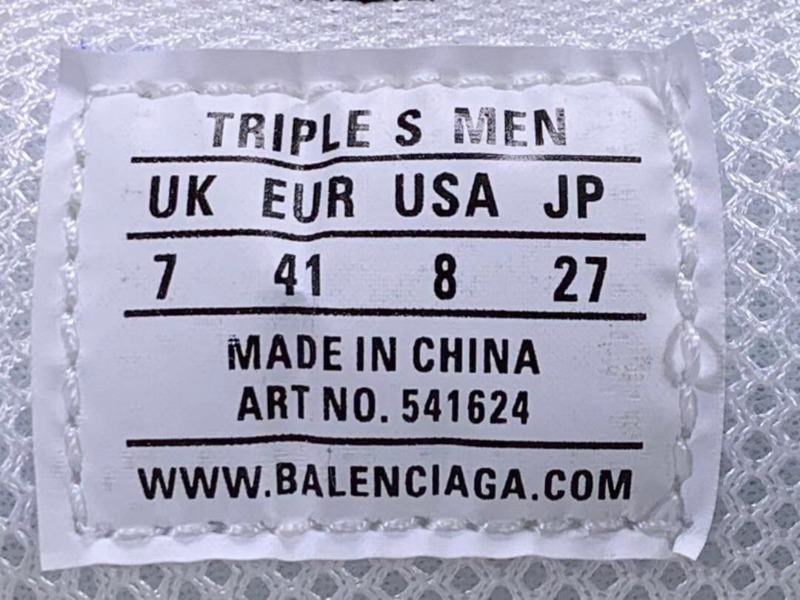 TRIPLE S MEN
UK EUR USA JP
7 41 8 27
MADE IN CHINA
ART NO. 541624
WWW.BALENCIAGA.COM